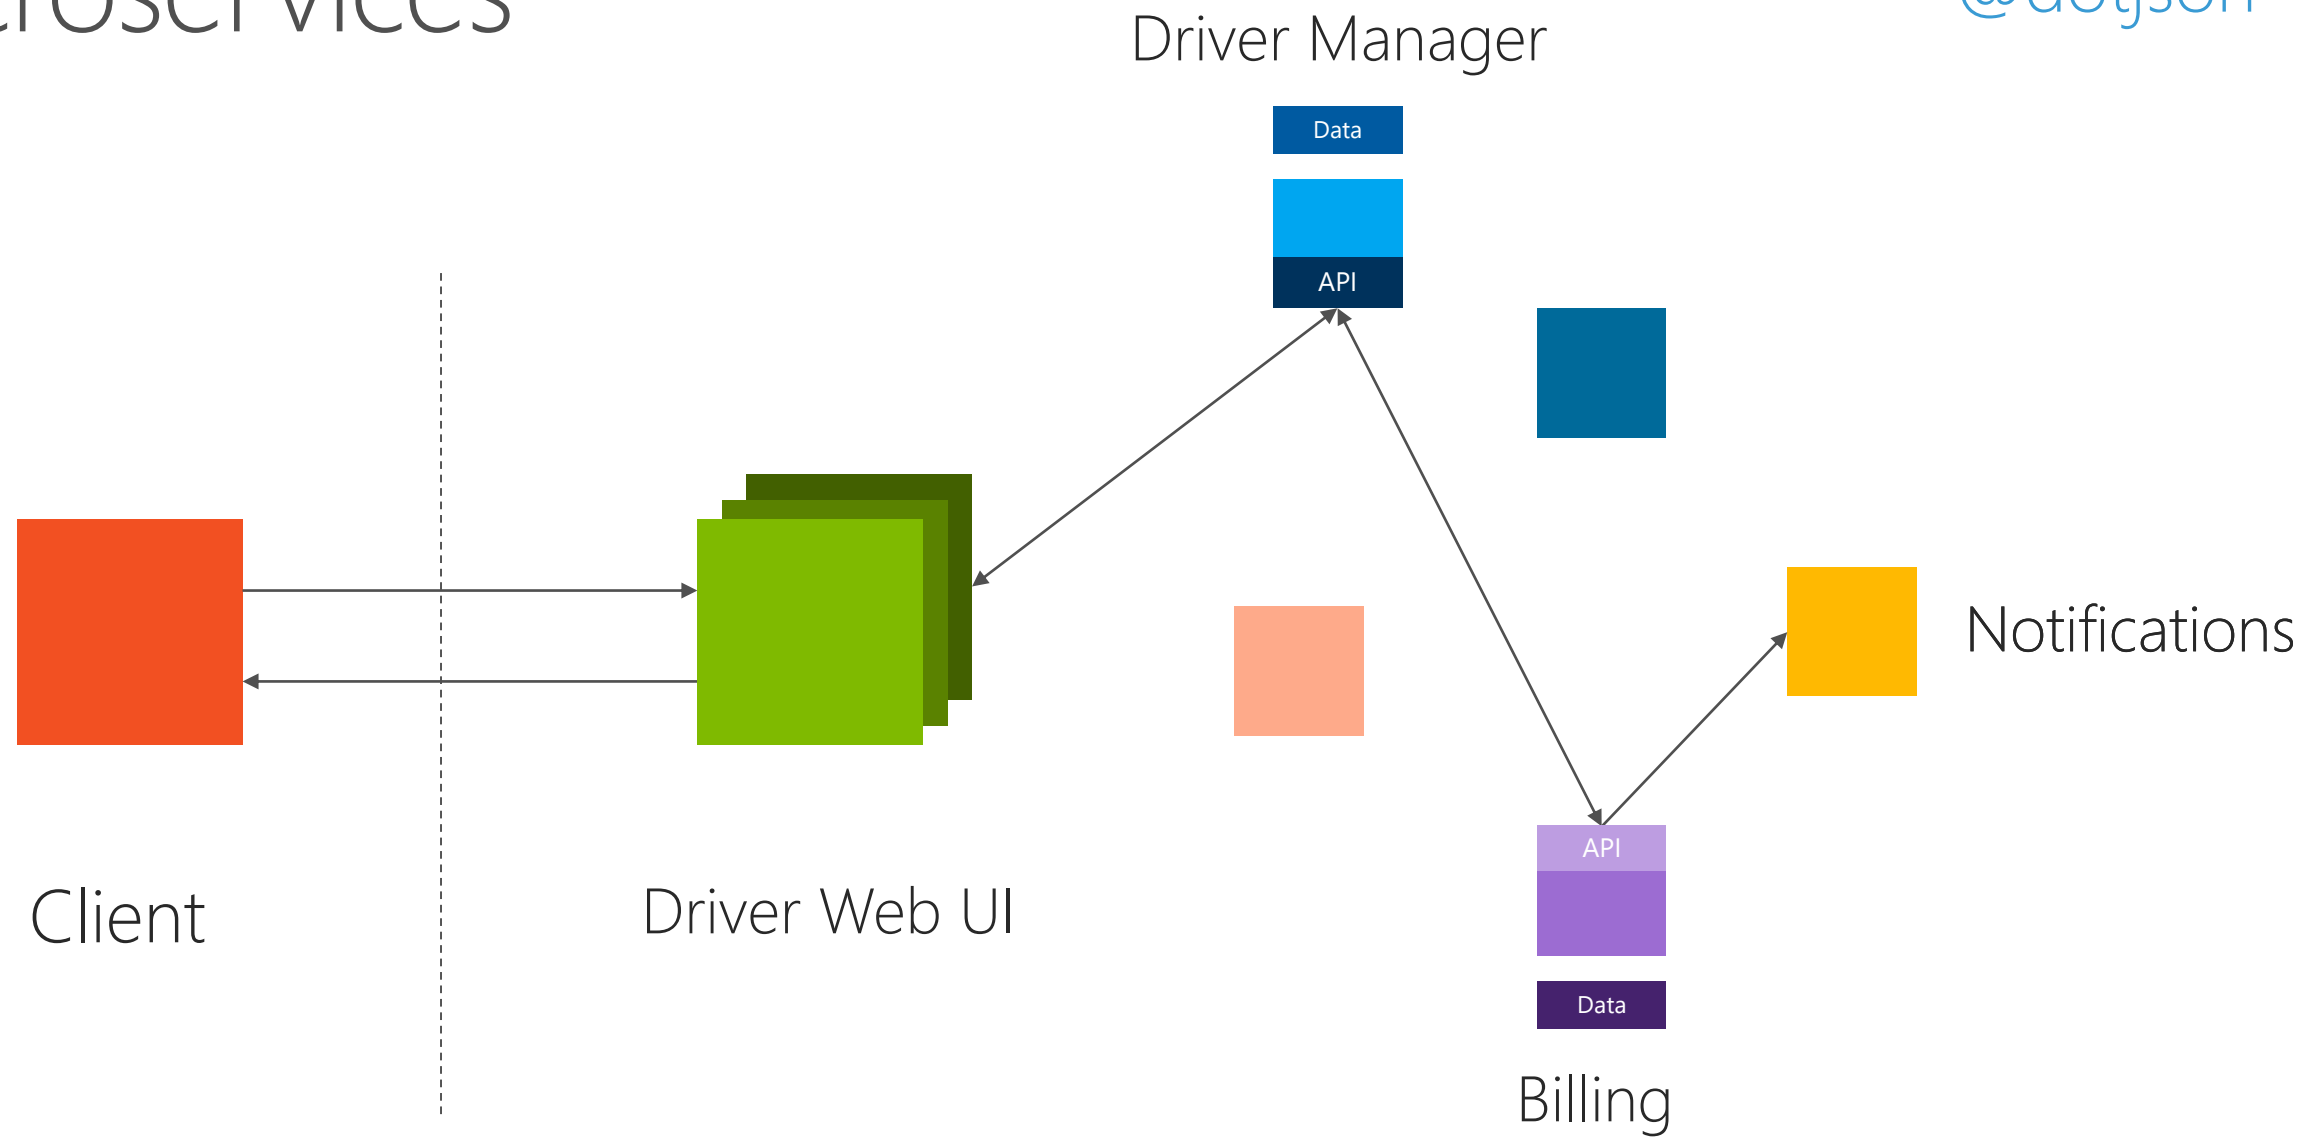 Driver Manager
Data
API
Notifications
API
Client
Driver Web UI
Data
Billing